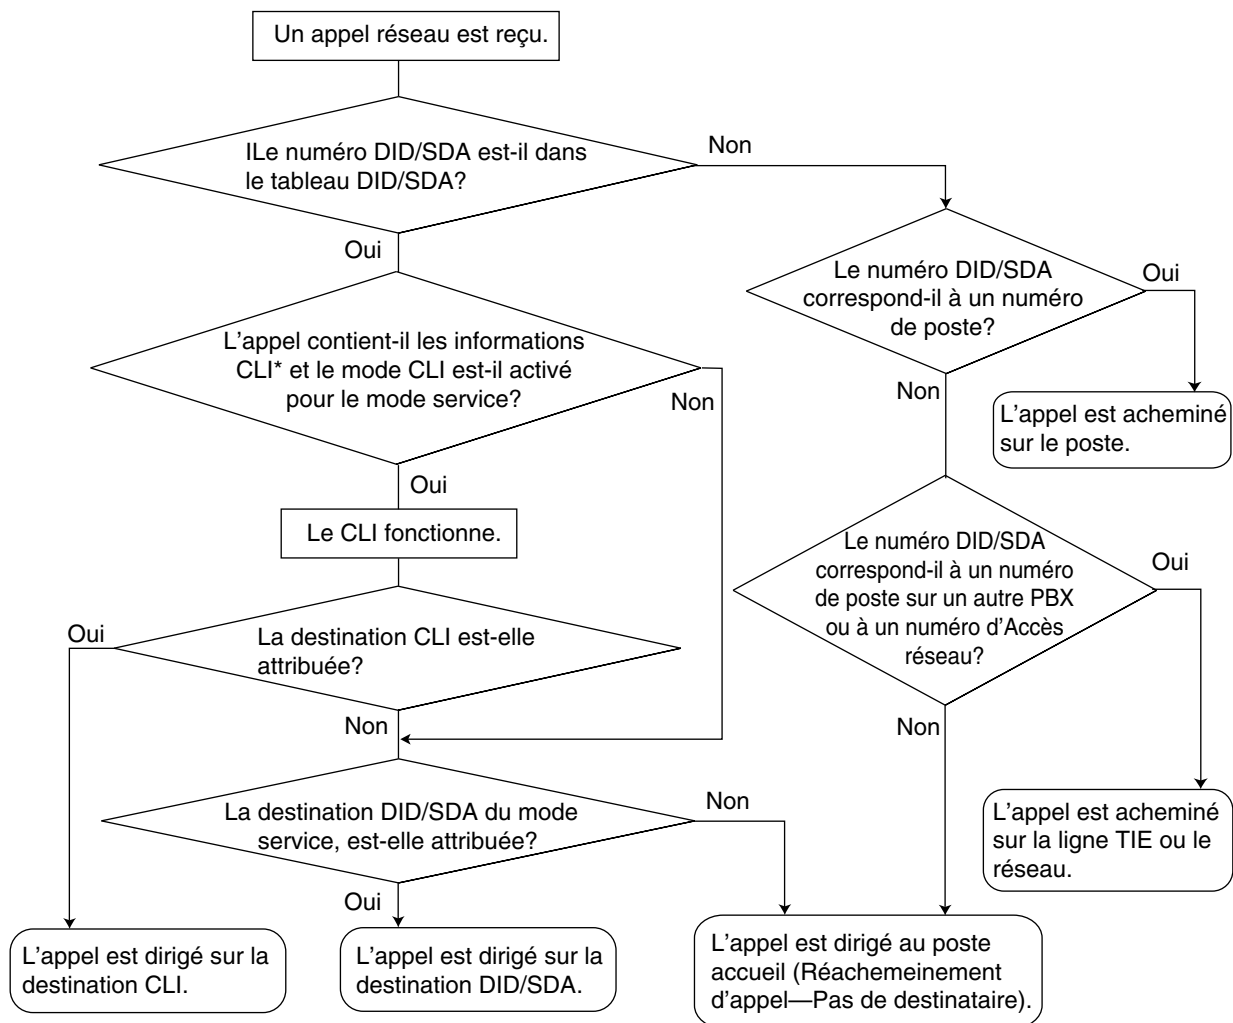 Un appel réseau est reçu.
ILe numéro DID/SDA est-il dans
le tableau DID/SDA?
Non
Oui
Le numéro DID/SDA
correspond-il à un numéro
de poste?
Oui
Non
L'appel est acheminé
sur le poste.
L'appel contient-il les informations
CLI* et le mode CLI est-il activé
pour le mode service?
Non
Oui
Le CLI fonctionne.
Le numéro DID/SDA
correspond-il à un numéro
de poste sur un autre PBX
ou à un numéro d'Accès
réseau?
Oui
Non
La destination CLI est-elle
attribuée?
Oui
Non
L'appel est acheminé
sur la ligne TIE ou le
réseau.
La destination DID/SDA du mode
service, est-elle attribuée?
Non
Oui
L'appel est dirigé sur la
destination CLI.
L'appel est dirigé sur la
destination DID/SDA.
L'appel est dirigé au poste
accueil (Réachemeinement
d'appel—Pas de destinataire).